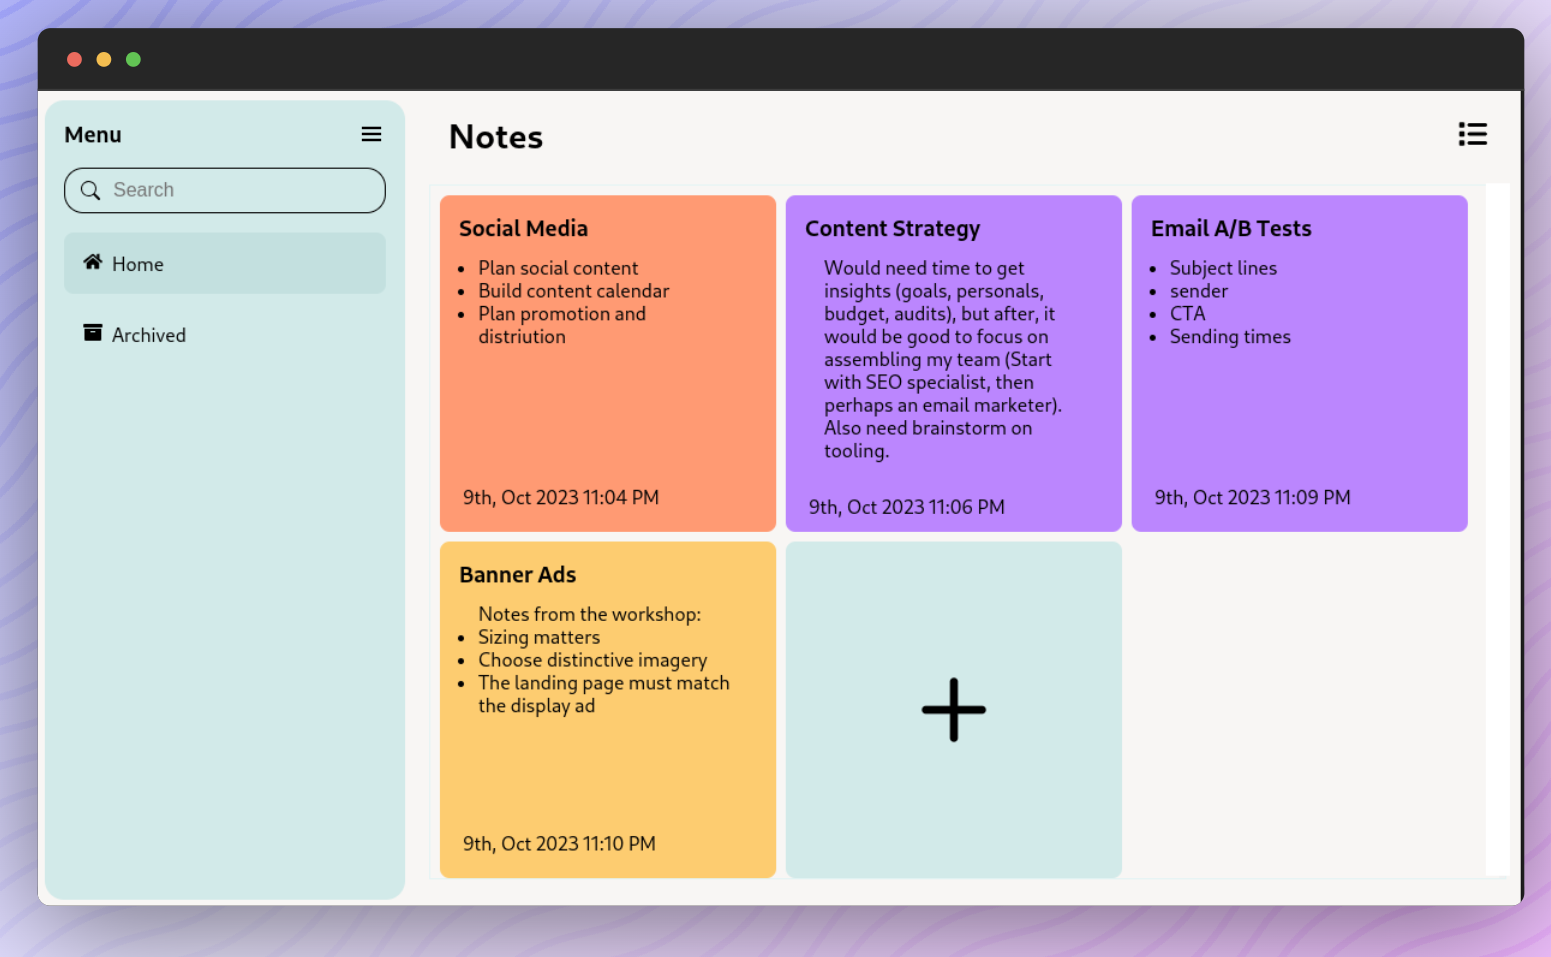 Menu
Search
Home
Archived
Notes
Social Media
Plan social content
Build content calendar
Plan promotion and
distriution
9th, Oct 2023 11:04 PM
Content Strategy
Would need time to get
insights (goals, personals,
budget, audits), but after, it
would be good to focus on
assembling my team (Start
with SEO specialist, then
perhaps an email marketer).
Also need brainstorm on
tooling.
9th, Oct 2023 11:06 PM
Email A/B Tests
Subject lines
sender
CTA
Sending times
9th, Oct 2023 11:09 PM
Banner Ads
Notes from the workshop:
Sizing matters
Choose distinctive imagery
The landing page must match
the display ad
9th, Oct 2023 11:10 PM